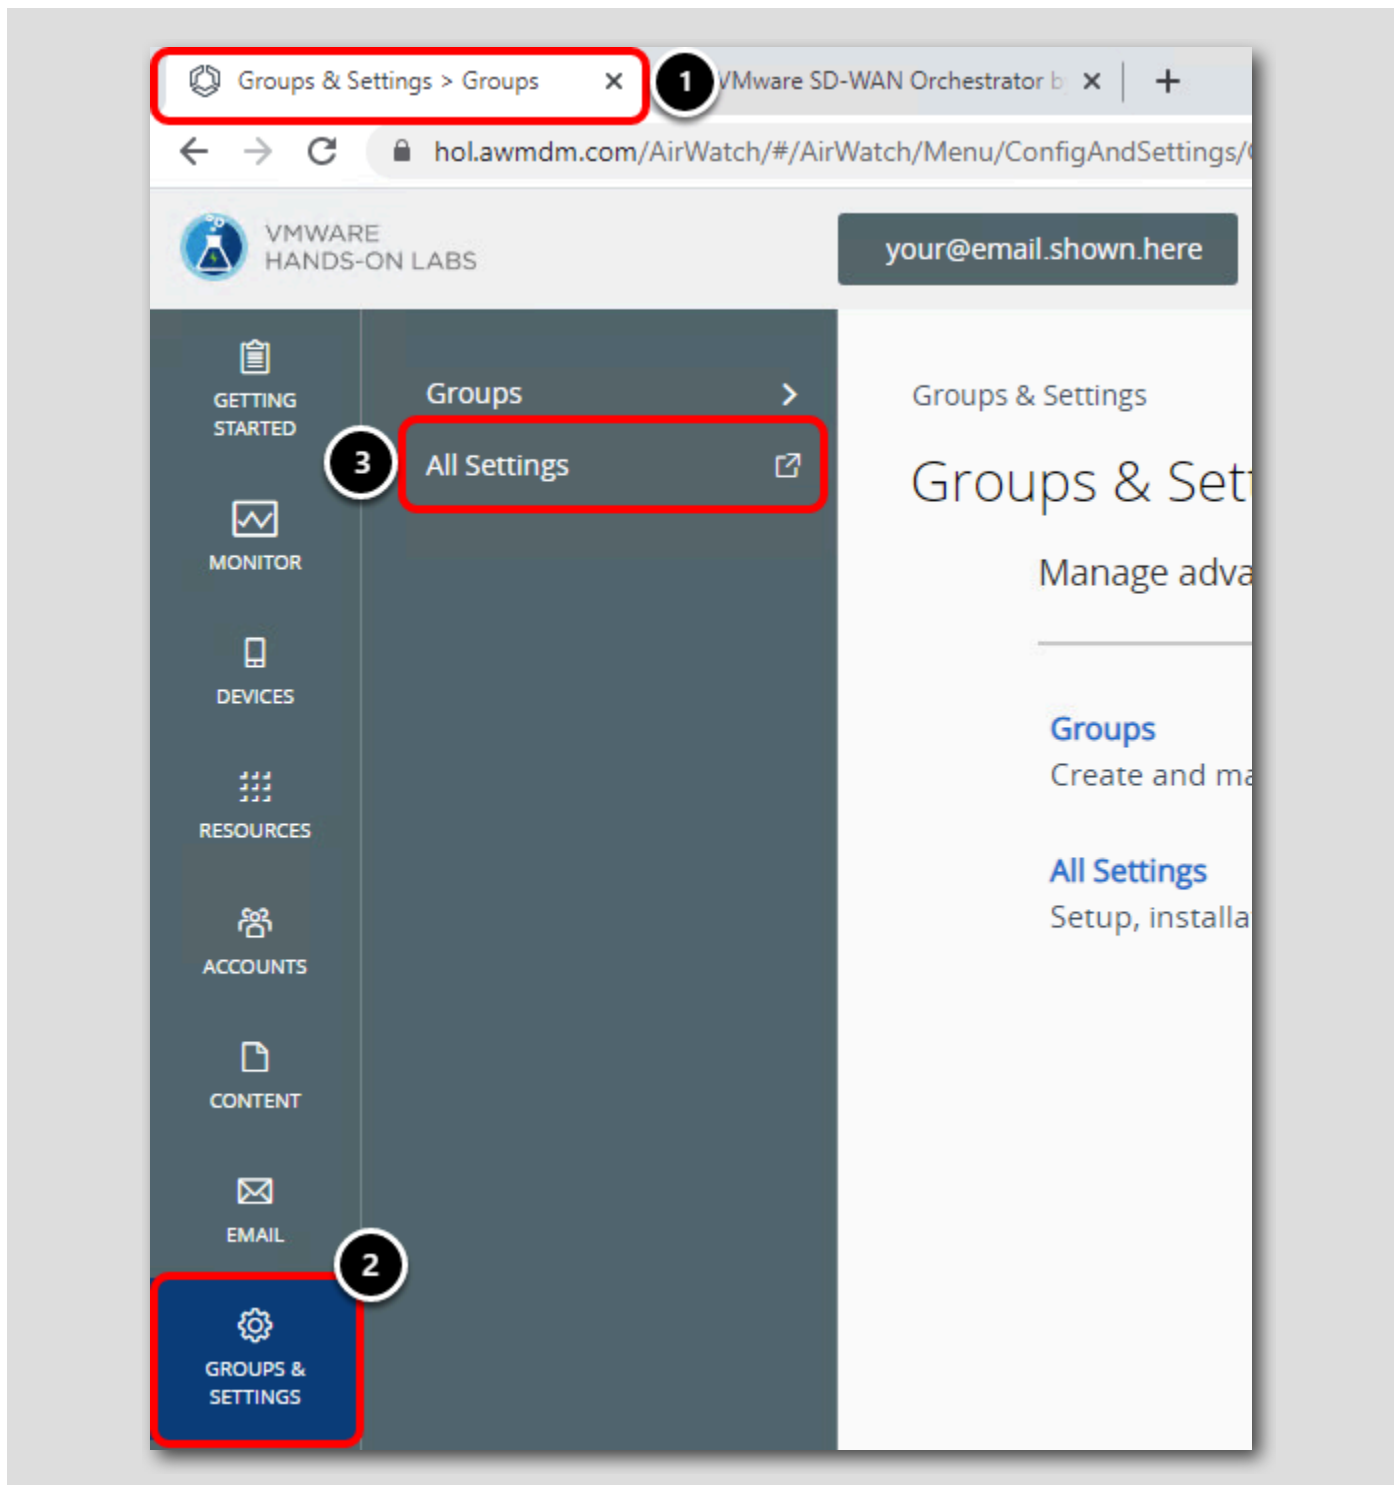 Groups & Settings > Groups
1
VMware SD-WAN Orchestrator b
hol.awmdm.com/AirWatch/#/AirWatch/Menu/ConfigAndSettings/
VMWARE
HANDS-ON LABS
your@email.shown.here
GETTING
STARTED
MONITOR
DEVICES
RESOURCES
ACCOUNTS
CONTENT
EMAIL
2
GROUPS &
SETTINGS
Groups
3
All Settings
Groups & Settings
Groups & Sett
Manage adva
Groups
Create and ma
All Settings
Setup, installa